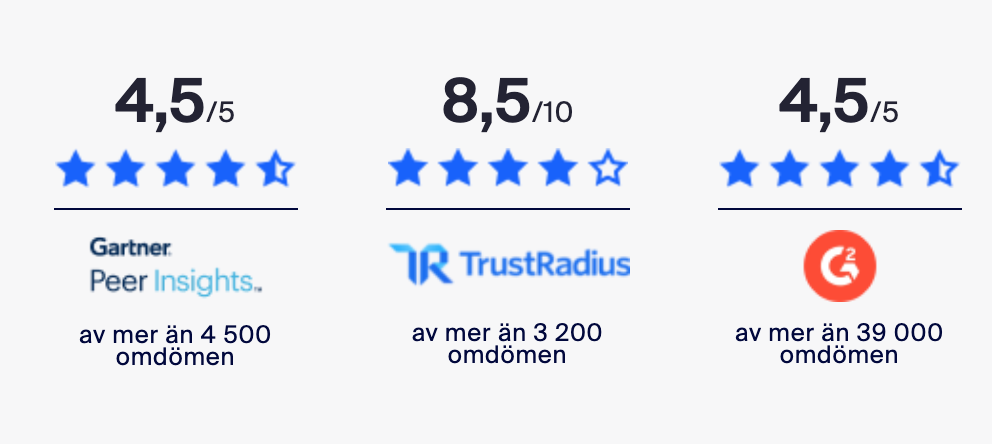 4,5/5
8,5/10
4,5/5
Gartner
Peer Insights™
TrustRadius
G2
av mer än 4 500
omdömen
av mer än 3 200
omdömen
av mer än 39 000
omdömen